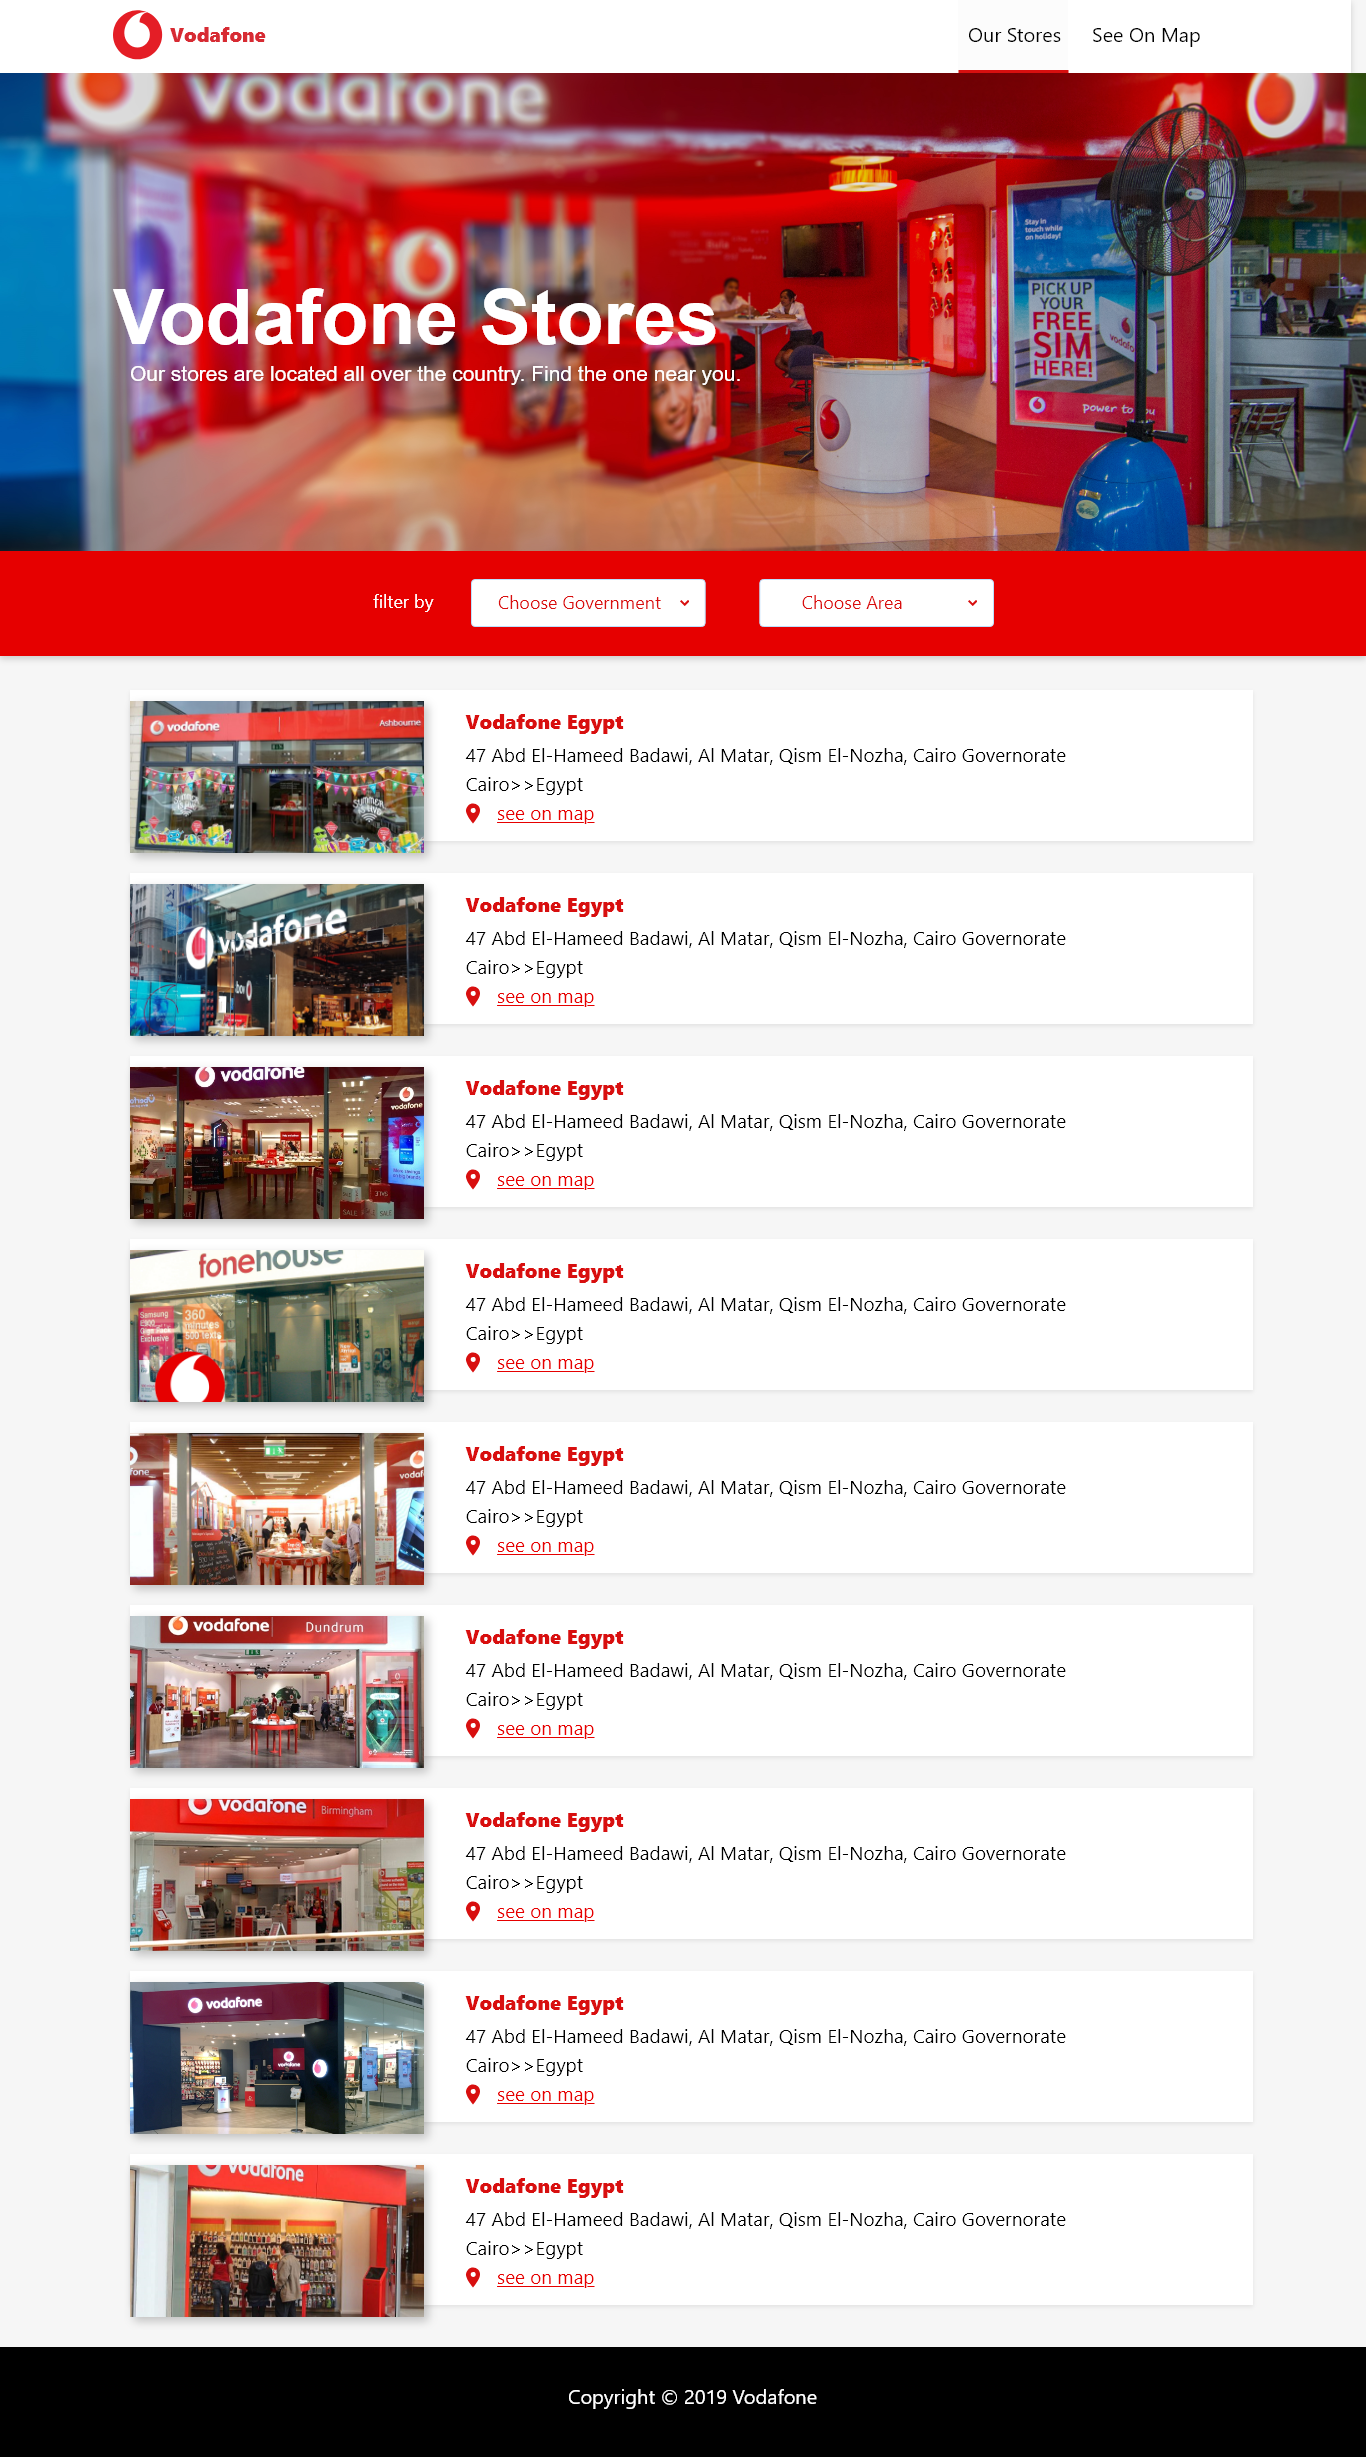 Vodafone
Our Stores
See On Map
vodafone
Stay in
touch while
on holiday!
PICK UP
YOUR
FREE
SIM
HERE!
power to you
Vodafone Stores
Our stores are located all over the country. Find the one near you.
filter by
Choose Government
Choose Area
vodafone
Ashbourne
Vodafone Egypt
47 Abd El-Hameed Badawi, Al Matar, Qism El-Nozha, Cairo Governorate
Cairo>>Egypt
see on map
vodafone
Vodafone Egypt
47 Abd El-Hameed Badawi, Al Matar, Qism El-Nozha, Cairo Governorate
Cairo>>Egypt
see on map
vodafone
vodafone
SALE
SALE
Vodafone Egypt
47 Abd El-Hameed Badawi, Al Matar, Qism El-Nozha, Cairo Governorate
Cairo>>Egypt
see on map
fonehouse
Samsung
Exclusive
360
minutes
500 texts
Vodafone Egypt
47 Abd El-Hameed Badawi, Al Matar, Qism El-Nozha, Cairo Governorate
Cairo>>Egypt
see on map
Vodafone Egypt
47 Abd El-Hameed Badawi, Al Matar, Qism El-Nozha, Cairo Governorate
Cairo>>Egypt
see on map
vodafone
Dundrum
Vodafone Egypt
47 Abd El-Hameed Badawi, Al Matar, Qism El-Nozha, Cairo Governorate
Cairo>>Egypt
see on map
vodafone
Birmingham
Vodafone Egypt
47 Abd El-Hameed Badawi, Al Matar, Qism El-Nozha, Cairo Governorate
Cairo>>Egypt
see on map
vodafone
vodafone
Vodafone Egypt
47 Abd El-Hameed Badawi, Al Matar, Qism El-Nozha, Cairo Governorate
Cairo>>Egypt
see on map
vodafone
Vodafone Egypt
47 Abd El-Hameed Badawi, Al Matar, Qism El-Nozha, Cairo Governorate
Cairo>>Egypt
see on map
Copyright © 2019 Vodafone